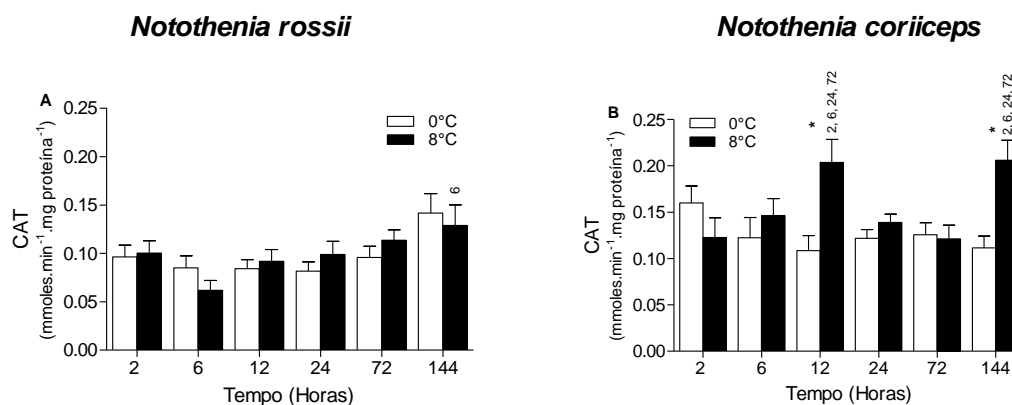 Notothenia rossii
Notothenia coriiceps
A
0.25
0.20
0.15
0.10
0.05
0.00
CAT
(mmoles.min⁻¹.mg proteína⁻¹)
0°C
8°C
6
2 6 12 24 72 144
Tempo (Horas)
B
0.25
0.20
0.15
0.10
0.05
0.00
CAT
(mmoles.min⁻¹.mg proteína⁻¹)
0°C
8°C
* 2, 6, 24, 72
* 2, 6, 24, 72
2 6 12 24 72 144
Tempo (Horas)